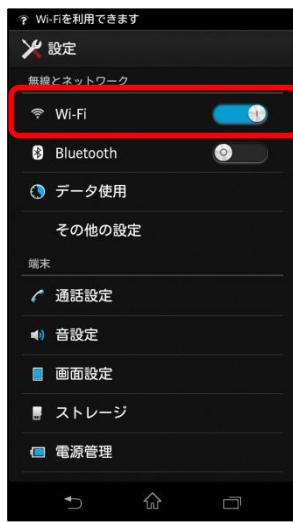 Wi-Fiを利用できます
設定
無線とネットワーク
Wi-Fi
Bluetooth
データ使用
その他の設定
端末
通話設定
音設定
画面設定
ストレージ
電源管理